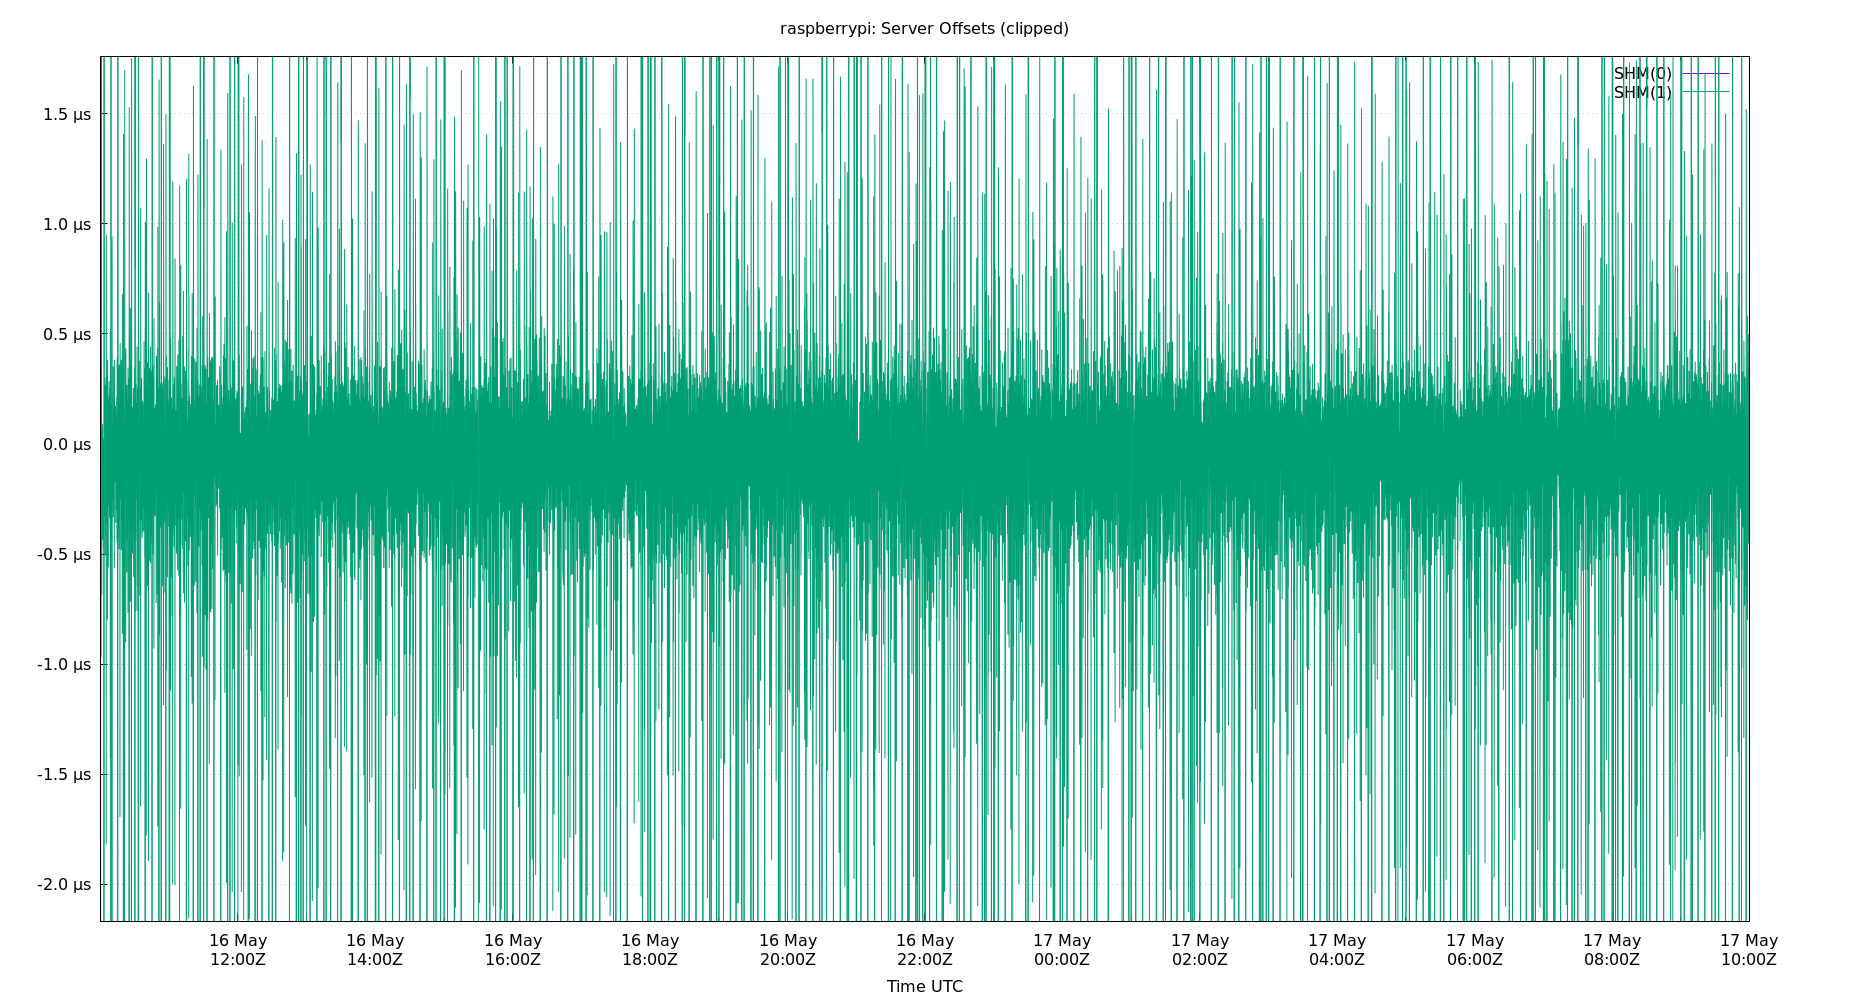 raspberrypi: Server Offsets (clipped)
SHM(0)
SHM(1)
1.5 µs
1.0 µs
0.5 µs
0.0 µs
-0.5 µs
-1.0 µs
-1.5 µs
-2.0 µs
16 May 16 May 16 May 16 May 16 May 16 May 17 May 17 May 17 May 17 May 17 May 17 May
12:00Z 14:00Z 16:00Z 18:00Z 20:00Z 22:00Z 00:00Z 02:00Z 04:00Z 06:00Z 08:00Z 10:00Z
Time UTC